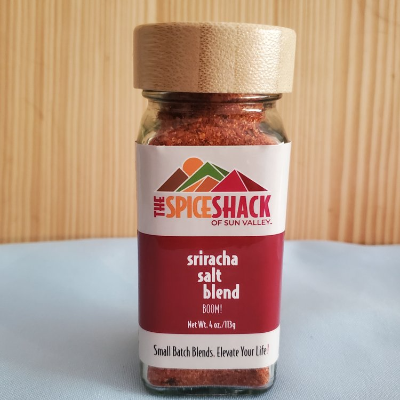 THE SPICE SHACK
OF SUN VALLEY™
sriracha
salt
blend
BOOM!
Net Wt. 4 oz./113g
Small Batch Blends. Elevate Your Life!